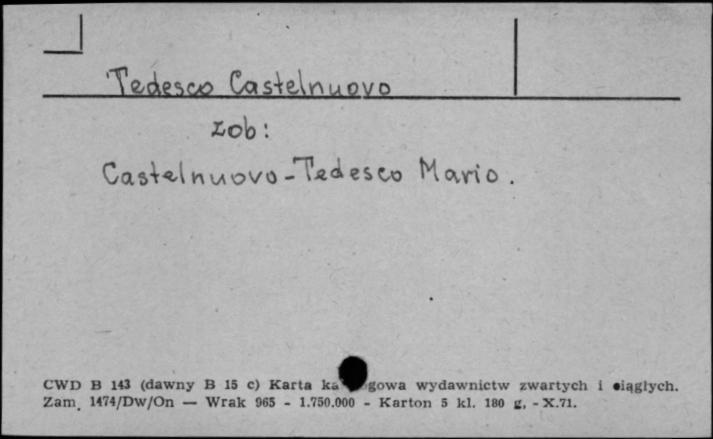 Tedesco Castelnuovo
zob:
Castelnuovo-Tedesco Mario.
CWD B 143 (dawny B 15 c) Karta gowa wydawnictw zwartych i ciągłych.
Zam. 1474/DW/On — Wrak 965 - 1.750.000 - Karton 5 kl. 180 g. - X.71.